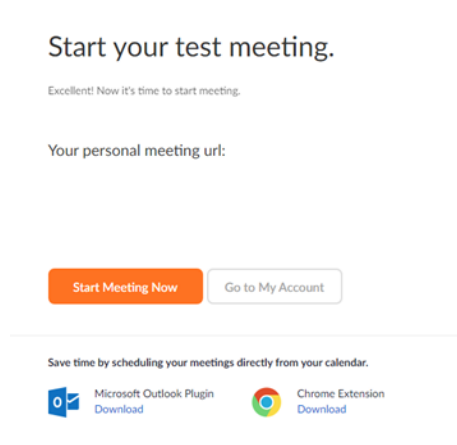 Start your test meeting.
Excellent! Now it's time to start meeting.
Your personal meeting url:
Start Meeting Now
Go to My Account
Save time by scheduling your meetings directly from your calendar.
Microsoft Outlook Plugin
Download
Chrome Extension
Download